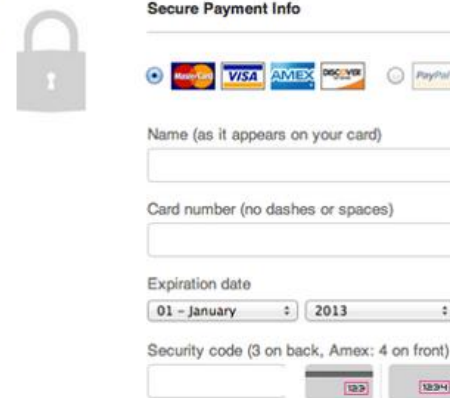 Secure Payment Info
MasterCard VISA AMEX DISCOVER PayPal
Name (as it appears on your card)
Card number (no dashes or spaces)
Expiration date
01 - January 2013
Security code (3 on back, Amex: 4 on front)
123 1234